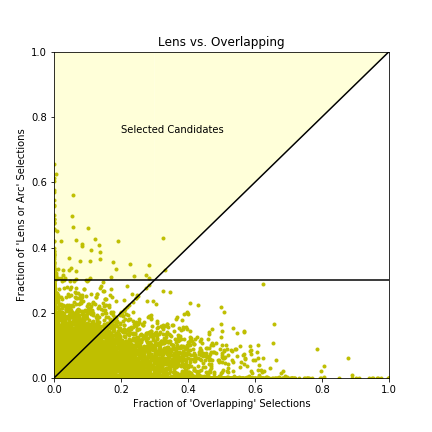 Lens vs. Overlapping
1.0
0.8
0.6
0.4
0.2
0.0
Fraction of 'Lens or Arc' Selections
Selected Candidates
0.0 0.2 0.4 0.6 0.8 1.0
Fraction of 'Overlapping' Selections